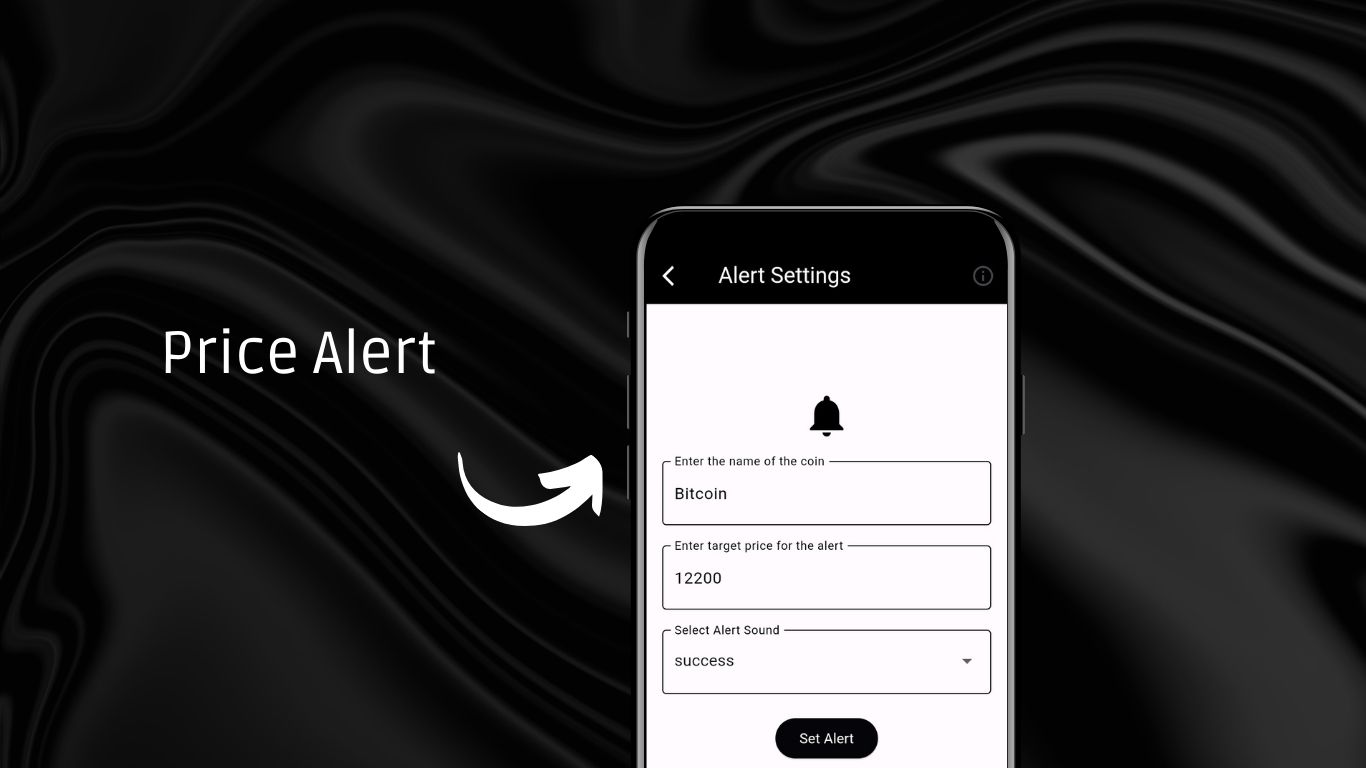 Price Alert
Alert Settings
Enter the name of the coin
Bitcoin
Enter target price for the alert
12200
Select Alert Sound
success
Set Alert